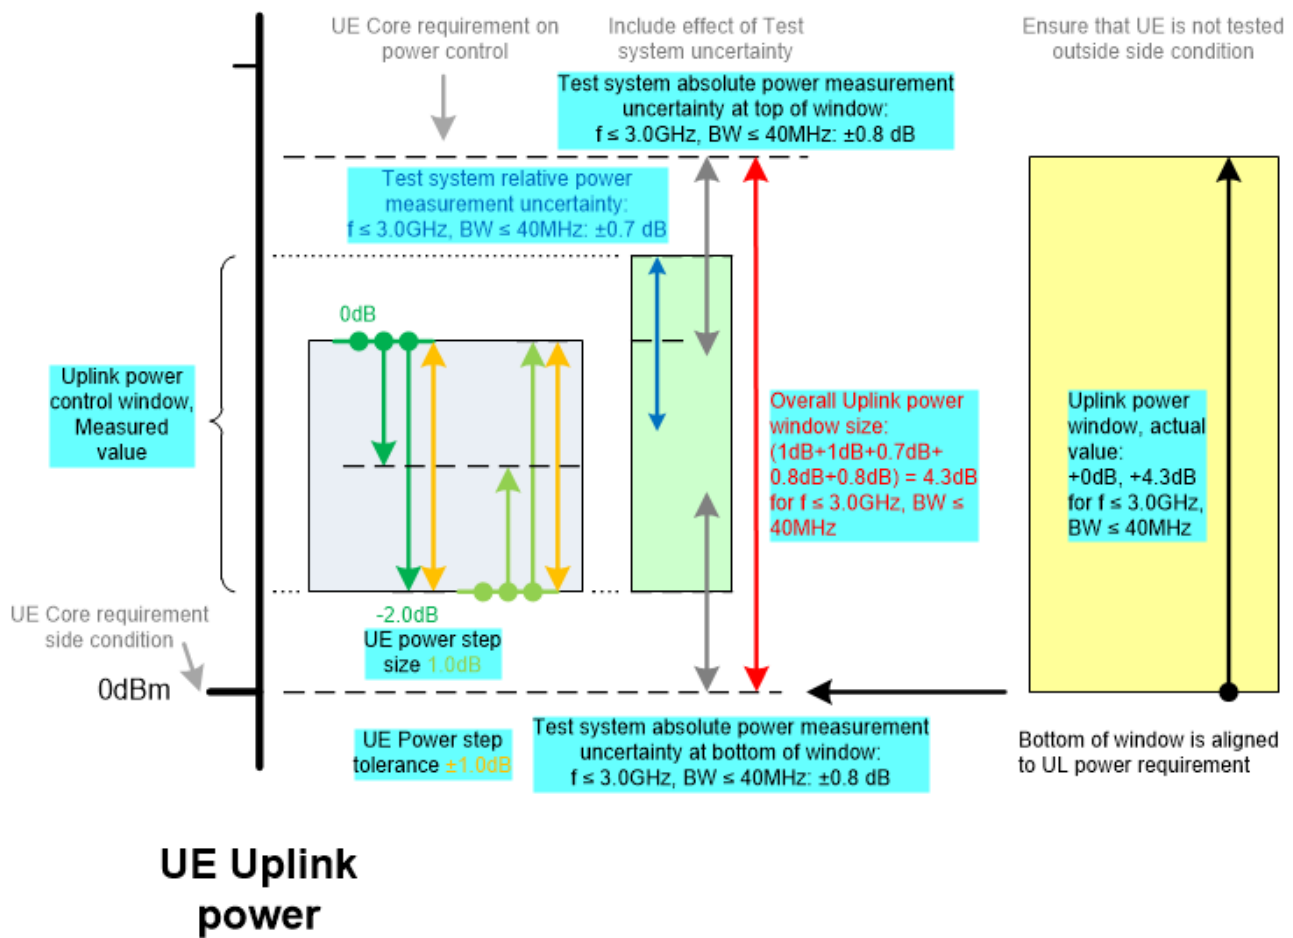 UE Core requirement on
power control
Include effect of Test
system uncertainty
Ensure that UE is not tested
outside side condition
Test system absolute power measurement
uncertainty at top of window:
f ≤ 3.0GHz, BW ≤ 40MHz: ±0.8 dB
Test system relative power
measurement uncertainty:
f ≤ 3.0GHz, BW ≤ 40MHz: ±0.7 dB
0dB
Uplink power
control window,
Measured
value
Overall Uplink power
window size:
(1dB+1dB+0.7dB+
0.8dB+0.8dB) = 4.3dB
for f ≤ 3.0GHz, BW ≤
40MHz
Uplink power
window, actual
value:
+0dB, +4.3dB
for f ≤ 3.0GHz,
BW ≤ 40MHz
-2.0dB
UE power step
size 1.0dB
UE Core requirement
side condition
0dBm
UE Power step
tolerance ±1.0dB
Test system absolute power measurement
uncertainty at bottom of window:
f ≤ 3.0GHz, BW ≤ 40MHz: ±0.8 dB
Bottom of window is aligned
to UL power requirement
UE Uplink
power